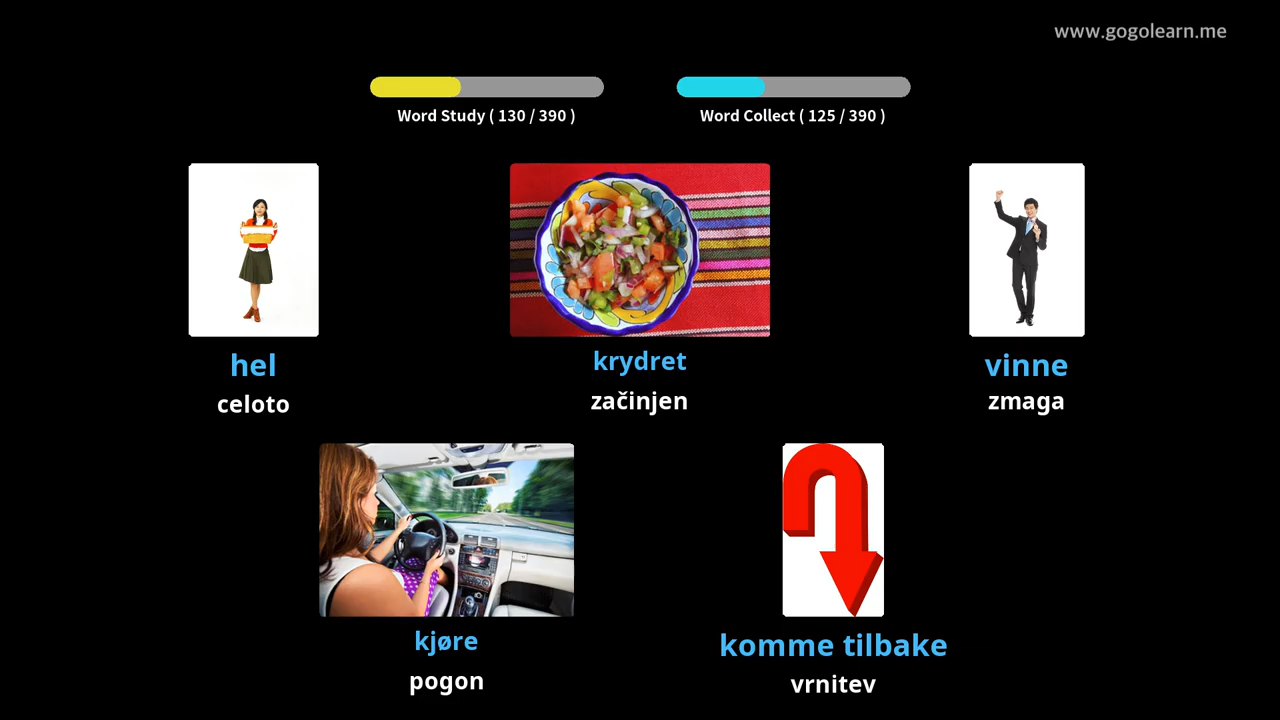 www.gogolearn.me
Word Study ( 130 / 390 )
Word Collect ( 125 / 390 )
hel
celoto
krydret
začinjen
vinne
zmaga
kjøre
pogon
komme tilbake
vrnitev